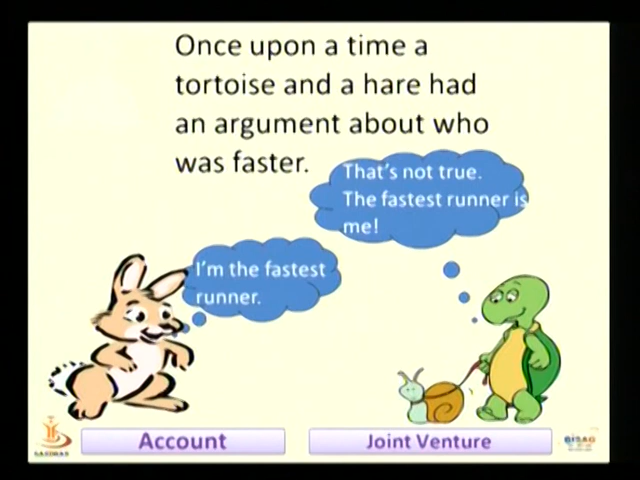 Once upon a time a
tortoise and a hare had
an argument about who
was faster.
That's not true.
The fastest runner is
me!
I'm the fastest
runner.
Account
Joint Venture
BISAG